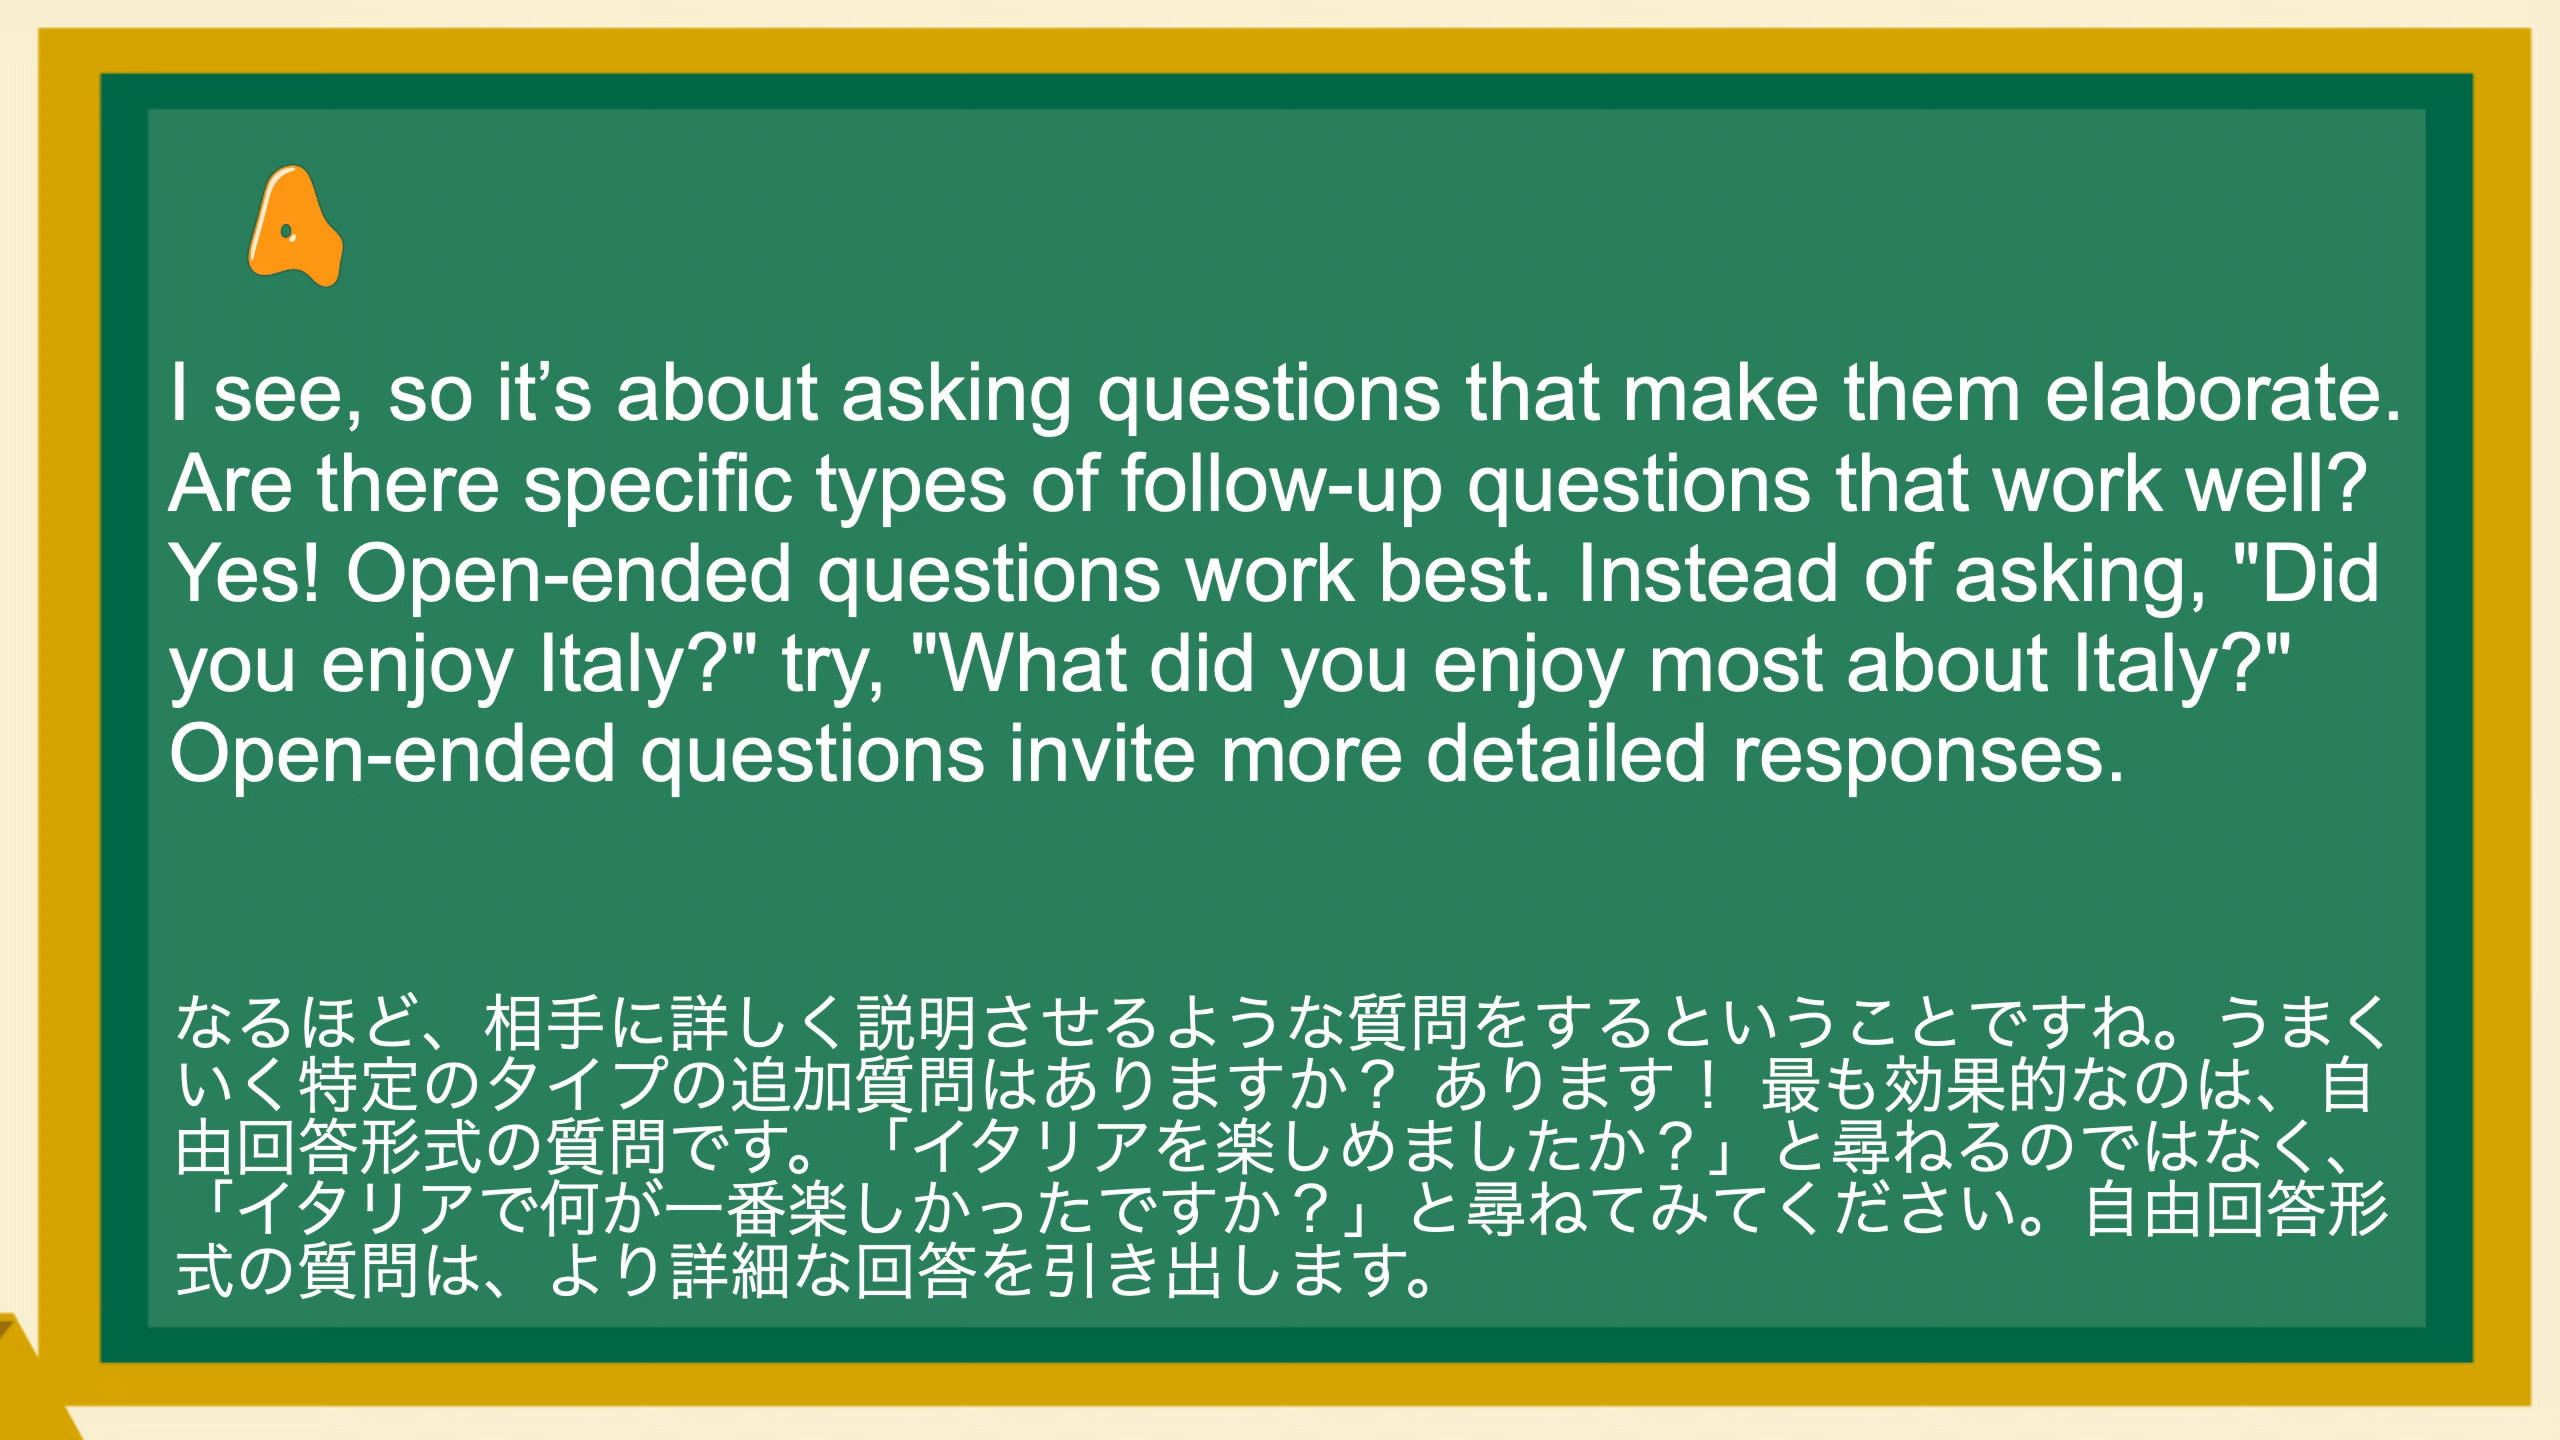 A
I see, so it’s about asking questions that make them elaborate.
Are there specific types of follow-up questions that work well?
Yes! Open-ended questions work best. Instead of asking, "Did
you enjoy Italy?" try, "What did you enjoy most about Italy?"
Open-ended questions invite more detailed responses.
なるほど、相手に詳しく説明させるような質問をするということですね。うまく
いく特定のタイプの追加質問はありますか？ あります！ 最も効果的なのは、自
由回答形式の質問です。「イタリアを楽しめましたか？」と尋ねるのではなく、
「イタリアで何が一番楽しかったですか？」と尋ねてみてください。自由回答形
式の質問は、より詳細な回答を引き出します。